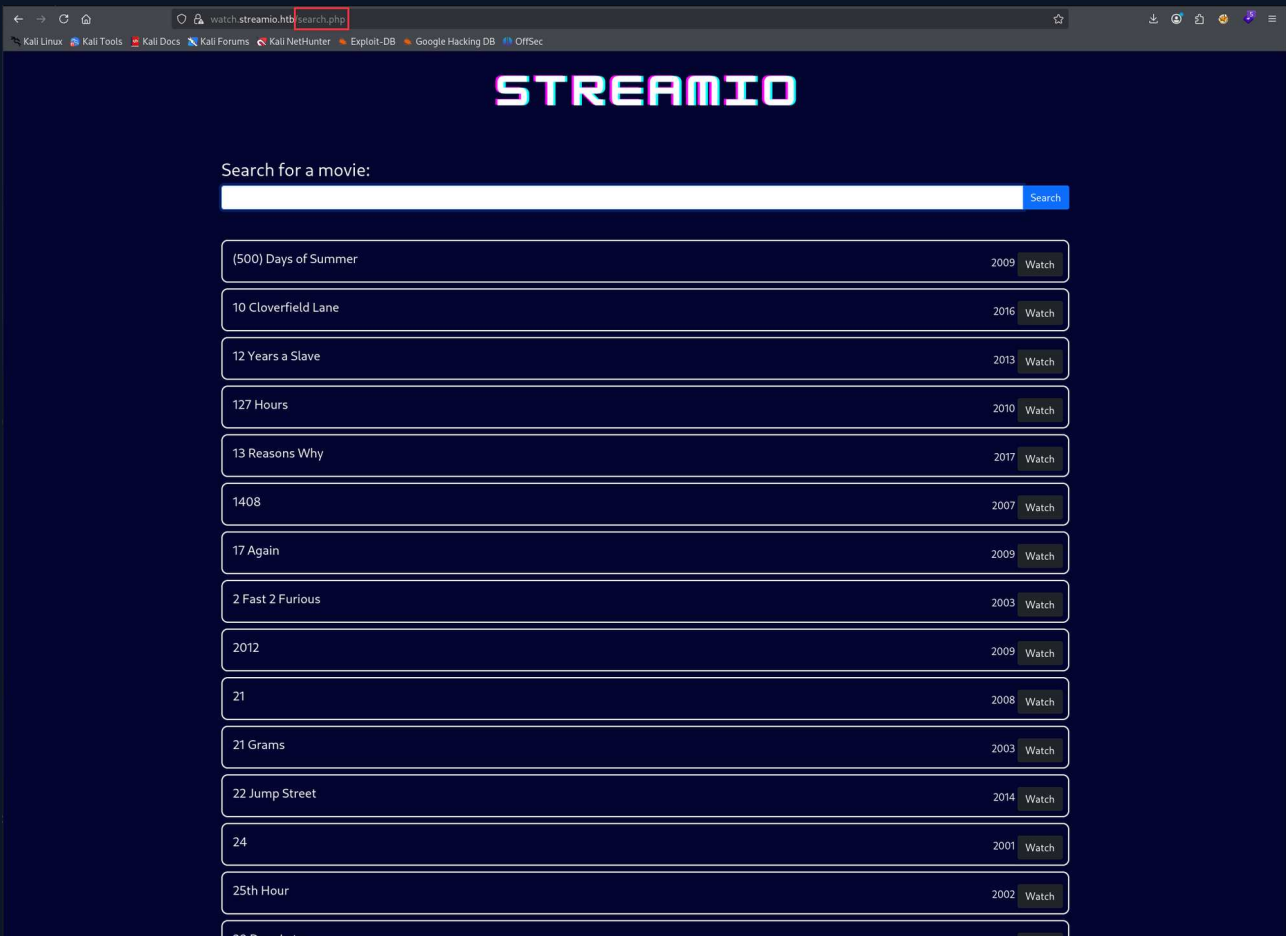 watch.streamio.htb/search.php
Kali Linux Kali Tools Kali Docs Kali Forums Kali NetHunter Exploit-DB Google Hacking DB OffSec
STREAMIO
Search for a movie:
Search
(500) Days of Summer 2009 Watch
10 Cloverfield Lane 2016 Watch
12 Years a Slave 2013 Watch
127 Hours 2010 Watch
13 Reasons Why 2017 Watch
1408 2007 Watch
17 Again 2009 Watch
2 Fast 2 Furious 2003 Watch
2012 2009 Watch
21 2008 Watch
21 Grams 2003 Watch
22 Jump Street 2014 Watch
24 2001 Watch
25th Hour 2002 Watch